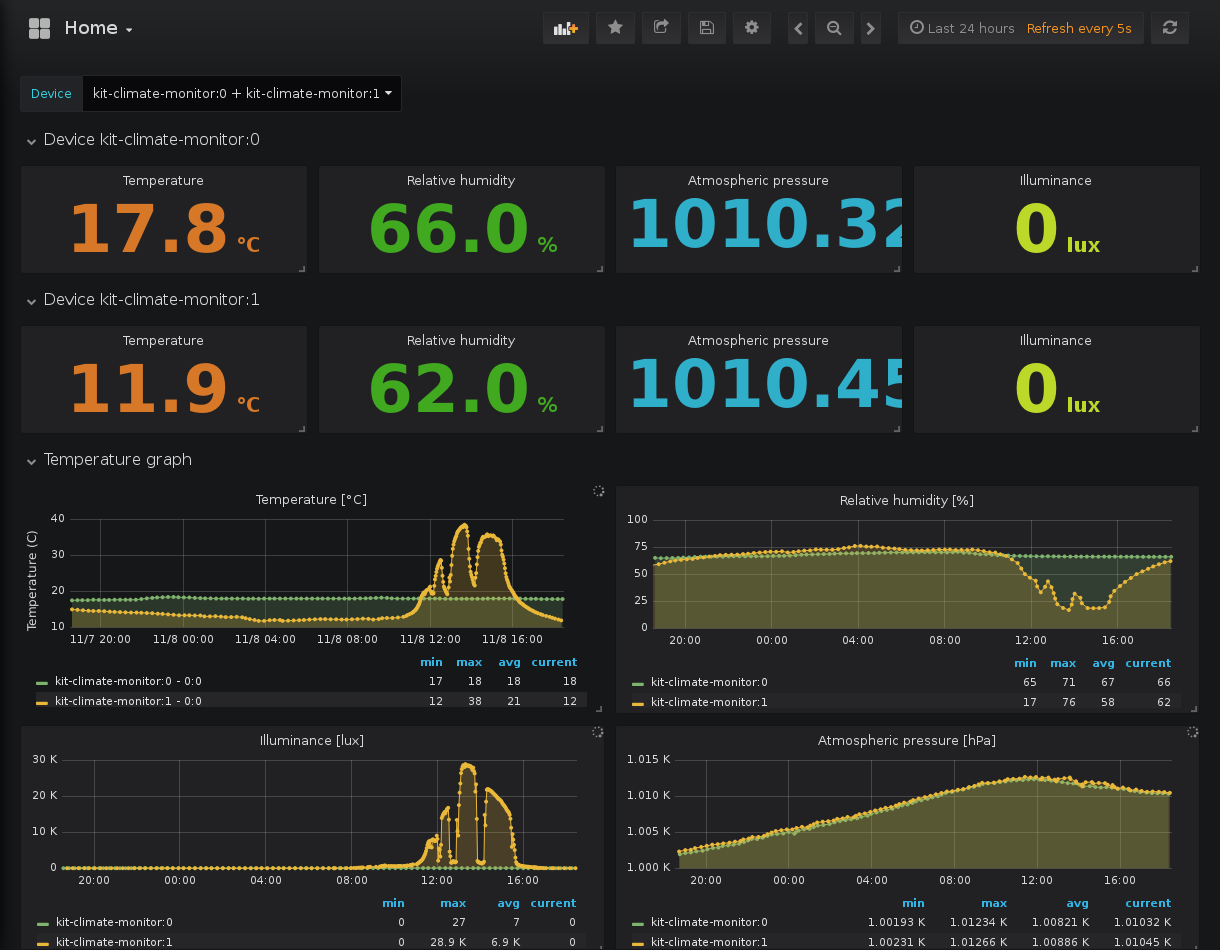 Home
Last 24 hours Refresh every 5s
Device kit-climate-monitor:0 + kit-climate-monitor:1
Device kit-climate-monitor:0
Temperature Relative humidity Atmospheric pressure Illuminance
17.8 °C 66.0 % 1010.32 0 lux
Device kit-climate-monitor:1
Temperature Relative humidity Atmospheric pressure Illuminance
11.9 °C 62.0 % 1010.45 0 lux
Temperature graph
Temperature [°C]
Temperature (C)
40
30
20
10
11/7 20:00 11/8 00:00 11/8 04:00 11/8 08:00 11/8 12:00 11/8 16:00
min max avg current
kit-climate-monitor:0 - 0:0 17 18 18 18
kit-climate-monitor:1 - 0:0 12 38 21 12
Relative humidity [%]
100
75
50
25
0
20:00 00:00 04:00 08:00 12:00 16:00
min max avg current
kit-climate-monitor:0 65 71 67 66
kit-climate-monitor:1 17 76 58 62
Illuminance [lux]
30 K
20 K
10 K
0
20:00 00:00 04:00 08:00 12:00 16:00
min max avg current
kit-climate-monitor:0 0 27 7 0
kit-climate-monitor:1 0 28.9 K 6.9 K 0
Atmospheric pressure [hPa]
1.015 K
1.010 K
1.005 K
1.000 K
20:00 00:00 04:00 08:00 12:00 16:00
min max avg current
kit-climate-monitor:0 1.00193 K 1.01234 K 1.00821 K 1.01032 K
kit-climate-monitor:1 1.00231 K 1.01266 K 1.00886 K 1.01045 K